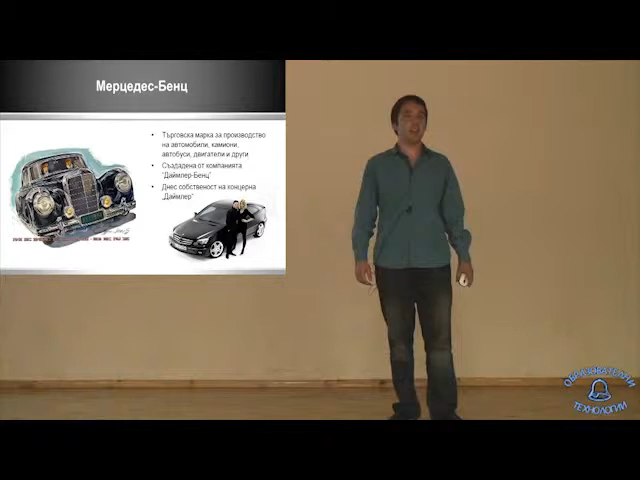 Мерцедес-Бенц
• Търговска марка за производство
на автомобили, камиони,
автобуси, двигатели и други
• Създадена от компанията
"Даймлер-Бенц"
• Днес собственост на концерна
„Даймлер"
ОБРАЗОВАТЕЛНИ
ТЕХНОЛОГИИ